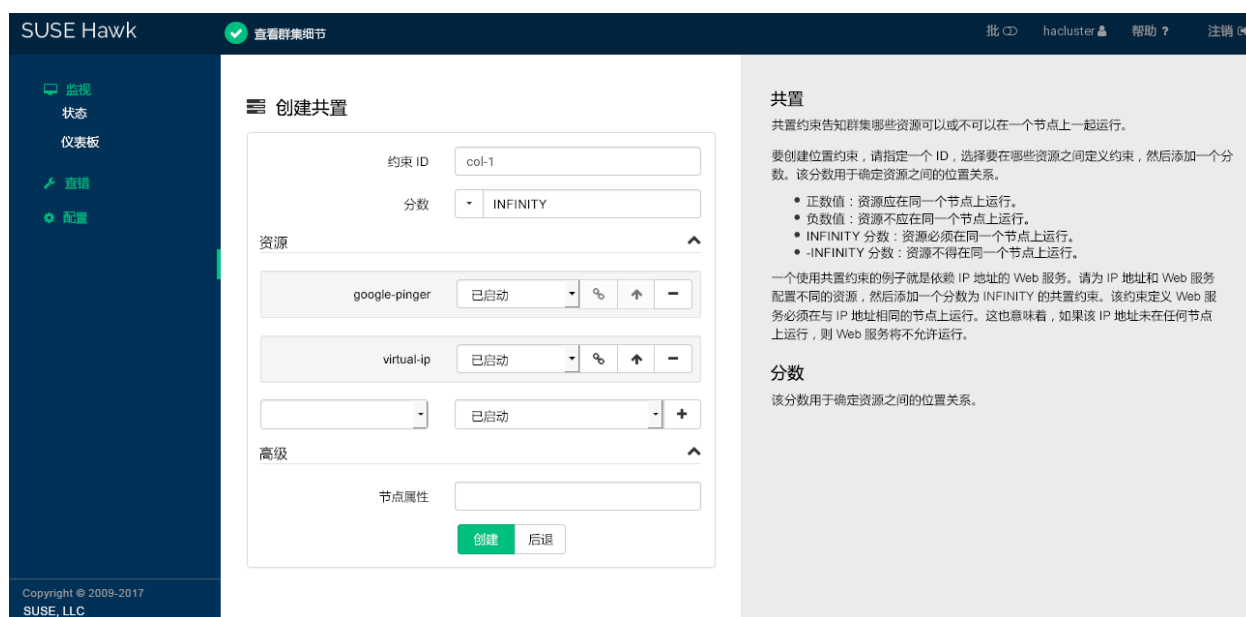 SUSE Hawk
查看群集细节
批
hacluster
帮助 ?
注销
监视
状态
仪表板
查错
配置
创建共置
约束 ID
col-1
分数
INFINITY
资源
google-pinger
已启动
virtual-ip
已启动
已启动
高级
节点属性
创建
后退
共置
共置约束告知群集哪些资源可以或不可以在一个节点上一起运行。
要创建位置约束，请指定一个 ID，选择要在哪些资源之间定义约束，然后添加一个分
数。该分数用于确定资源之间的位置关系。
• 正数值：资源应在同一个节点上运行。
• 负数值：资源不应在同一个节点上运行。
• INFINITY 分数：资源必须在同一个节点上运行。
• -INFINITY 分数：资源不得在同一个节点上运行。
一个使用共置约束的例子就是依赖 IP 地址的 Web 服务。请为 IP 地址和 Web 服务
配置不同的资源，然后添加一个分数为 INFINITY 的共置约束。该约束定义 Web 服
务必须在与 IP 地址相同的节点上运行。这也意味着，如果该 IP 地址未在任何节点
上运行，则 Web 服务将不允许运行。
分数
该分数用于确定资源之间的位置关系。
Copyright © 2009-2017
SUSE, LLC